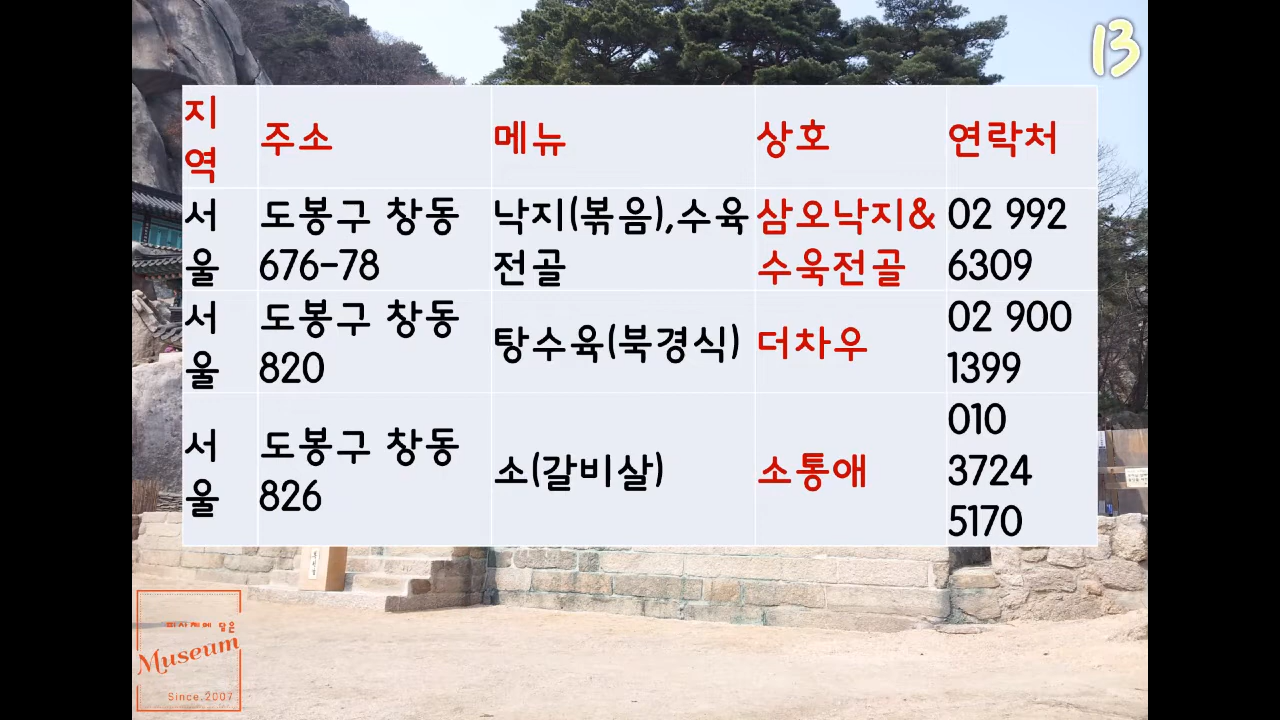 13
지역 주소 메뉴 상호 연락처
서울 도봉구 창동 676-78 낙지(볶음),수육전골 삼오낙지&수욱전골 02 992 6309
서울 도봉구 창동 820 탕수육(북경식) 더차우 02 900 1399
서울 도봉구 창동 826 소(갈비살) 소통애 010 3724 5170
Museum
Since.2007